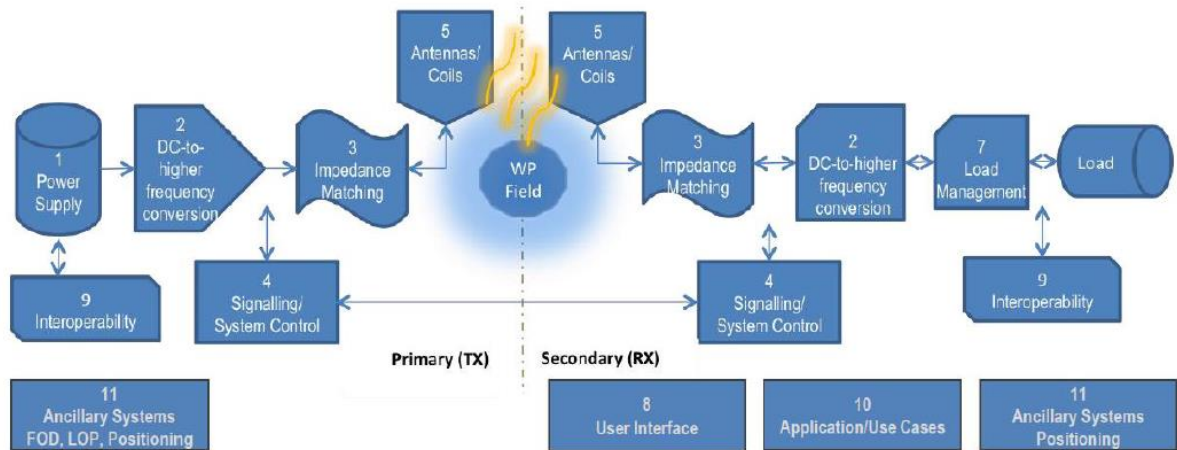 1
Power
Supply
2
DC-to-
higher
frequency
conversion
3
Impedance
Matching
5
Antennas/
Coils
WP
Field
5
Antennas/
Coils
3
Impedance
Matching
2
DC-to-higher
frequency
conversion
7
Load
Management
Load
9
Interoperability
4
Signalling/
System Control
4
Signalling/
System Control
9
Interoperability
Primary (TX)
Secondary (RX)
11
Ancillary Systems
FOD, LOP, Positioning
8
User Interface
10
Application/Use Cases
11
Ancillary Systems
Positioning